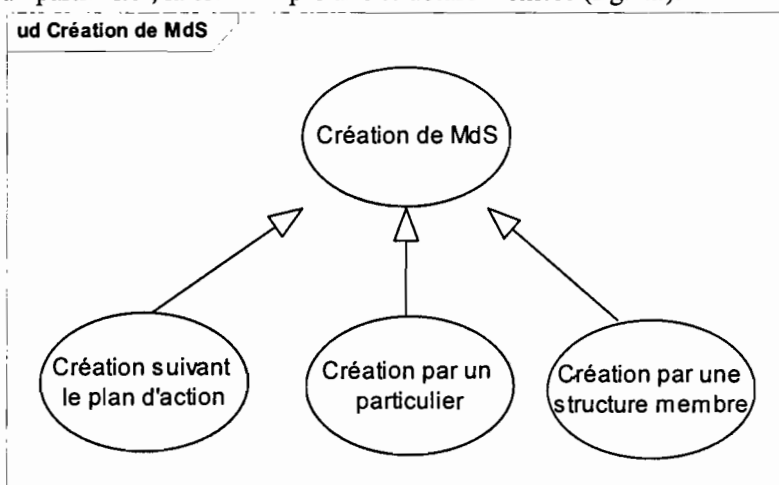 ud Création de MdS
Création de MdS
Création suivant
le plan d'action
Création par un
particulier
Création par une
structure membre